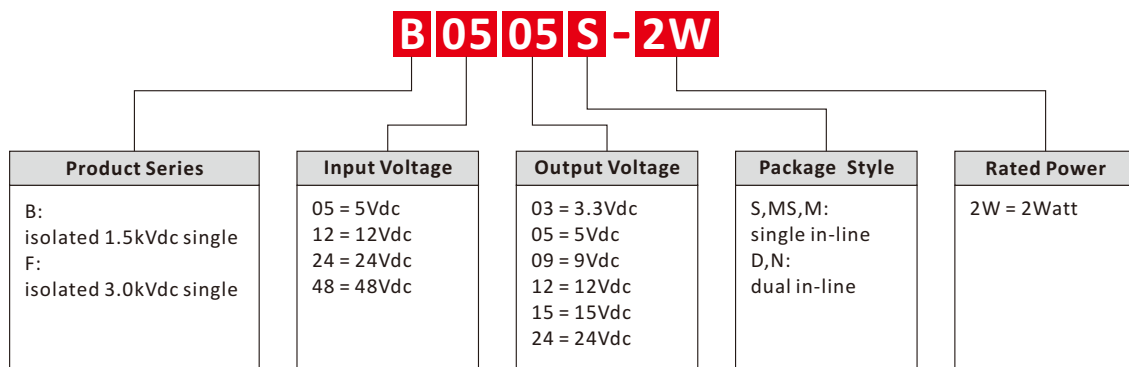 B 05 05 S - 2W
Product Series
B:
isolated 1.5kVdc single
F:
isolated 3.0kVdc single
Input Voltage
05 = 5Vdc
12 = 12Vdc
24 = 24Vdc
48 = 48Vdc
Output Voltage
03 = 3.3Vdc
05 = 5Vdc
09 = 9Vdc
12 = 12Vdc
15 = 15Vdc
24 = 24Vdc
Package Style
S,MS,M:
single in-line
D,N:
dual in-line
Rated Power
2W = 2Watt